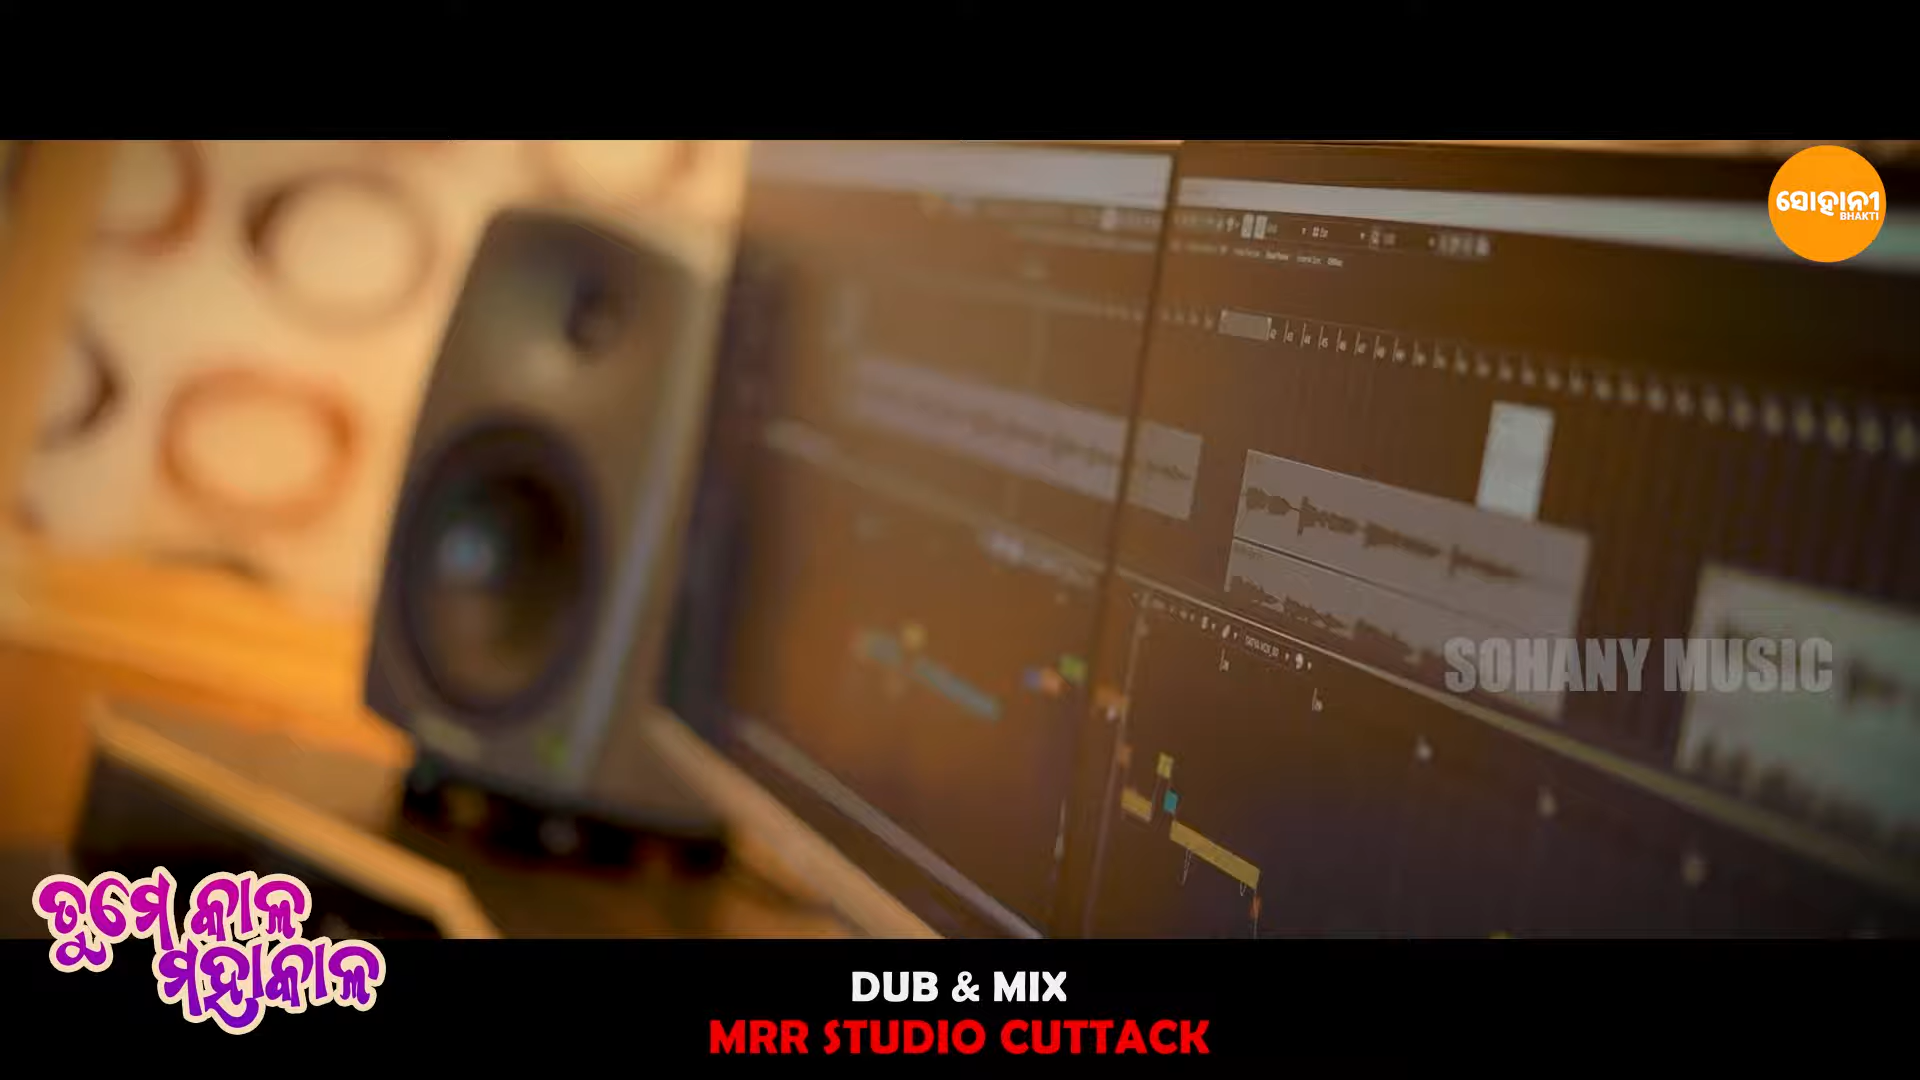 ସୋହାନୀ
BHAKTI
SOHANY MUSIC
ତୁମେ କାଳ
ମହାକାଳ
DUB & MIX
MRR STUDIO CUTTACK